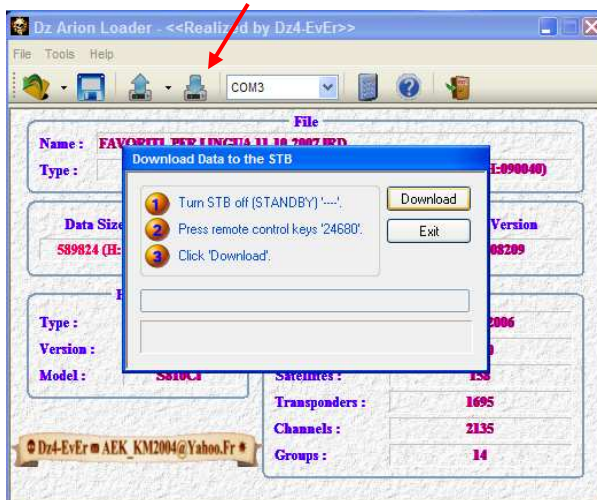 Dz Arion Loader - <<Realized by Dz4-EvEr>>
File Tools Help
COM3
File
Name : FAVORITI PER LINGUA 11 10 2007 IRD
Type : H:090040)
Download Data to the STB
1 Turn STB off (STANDBY) '----'.
2 Press remote control keys '24680'.
3 Click 'Download'.
Download
Exit
Data Size
589824 (H:
Version
08209
Type : 2006
Version :
Model : S810CI
Satellites : 158
Transponders : 1695
Channels : 2135
Groups : 14
Dz4-EvEr AEK_KM2004@Yahoo.Fr